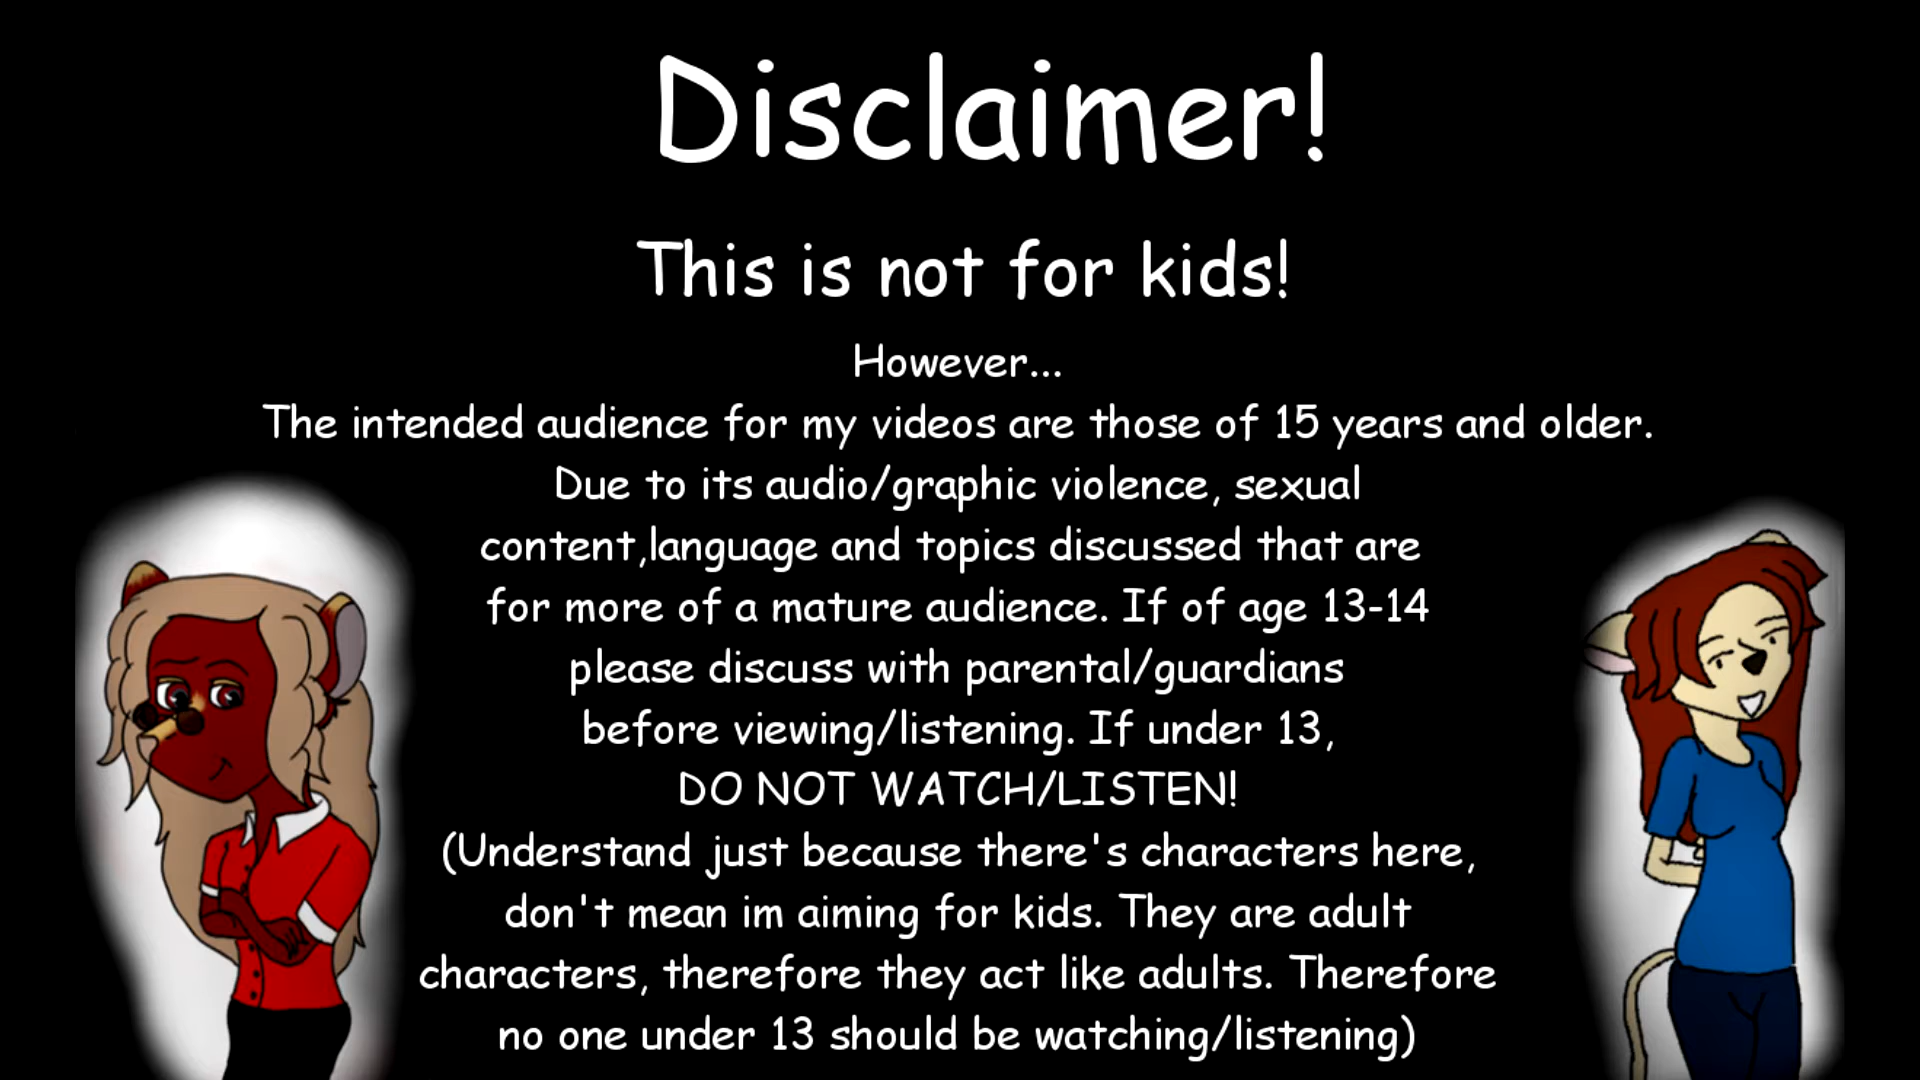 Disclaimer!
This is not for kids!
However...
The intended audience for my videos are those of 15 years and older.
Due to its audio/graphic violence, sexual
content,language and topics discussed that are
for more of a mature audience. If of age 13-14
please discuss with parental/guardians
before viewing/listening. If under 13,
DO NOT WATCH/LISTEN!
(Understand just because there's characters here,
don't mean im aiming for kids. They are adult
characters, therefore they act like adults. Therefore
no one under 13 should be watching/listening)